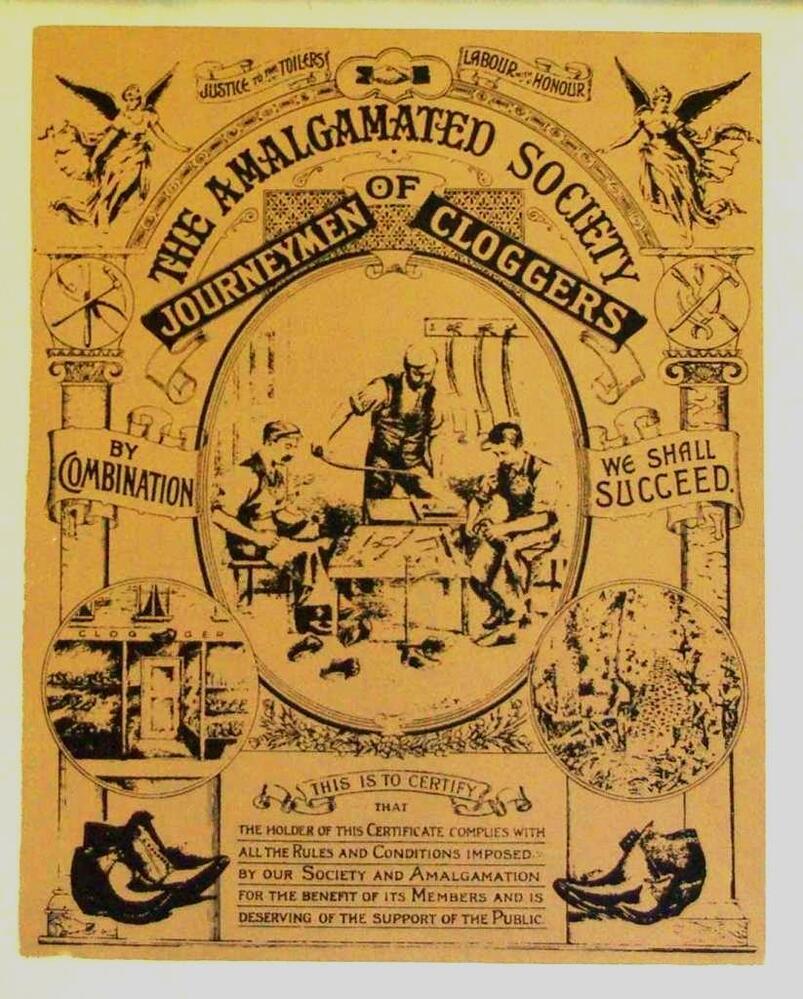 JUSTICE TO THE TOILERS
LABOUR WITH HONOUR
THE AMALGAMATED SOCIETY
OF
JOURNEYMEN CLOGGERS
BY
COMBINATION
WE SHALL
SUCCEED.
CLOG GER
THIS IS TO CERTIFY
THAT
THE HOLDER OF THIS CERTIFICATE COMPLIES WITH
ALL THE RULES AND CONDITIONS IMPOSED
BY OUR SOCIETY AND AMALGAMATION
FOR THE BENEFIT OF ITS MEMBERS AND IS
DESERVING OF THE SUPPORT OF THE PUBLIC.